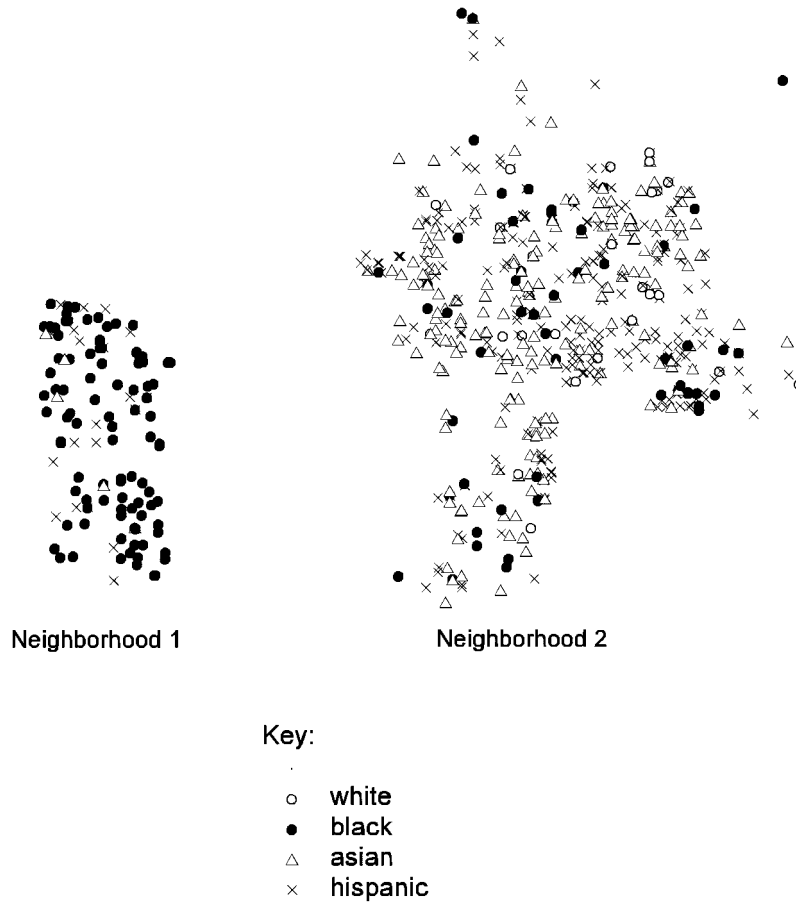 Neighborhood 1
Neighborhood 2
Key:
white
black
asian
hispanic